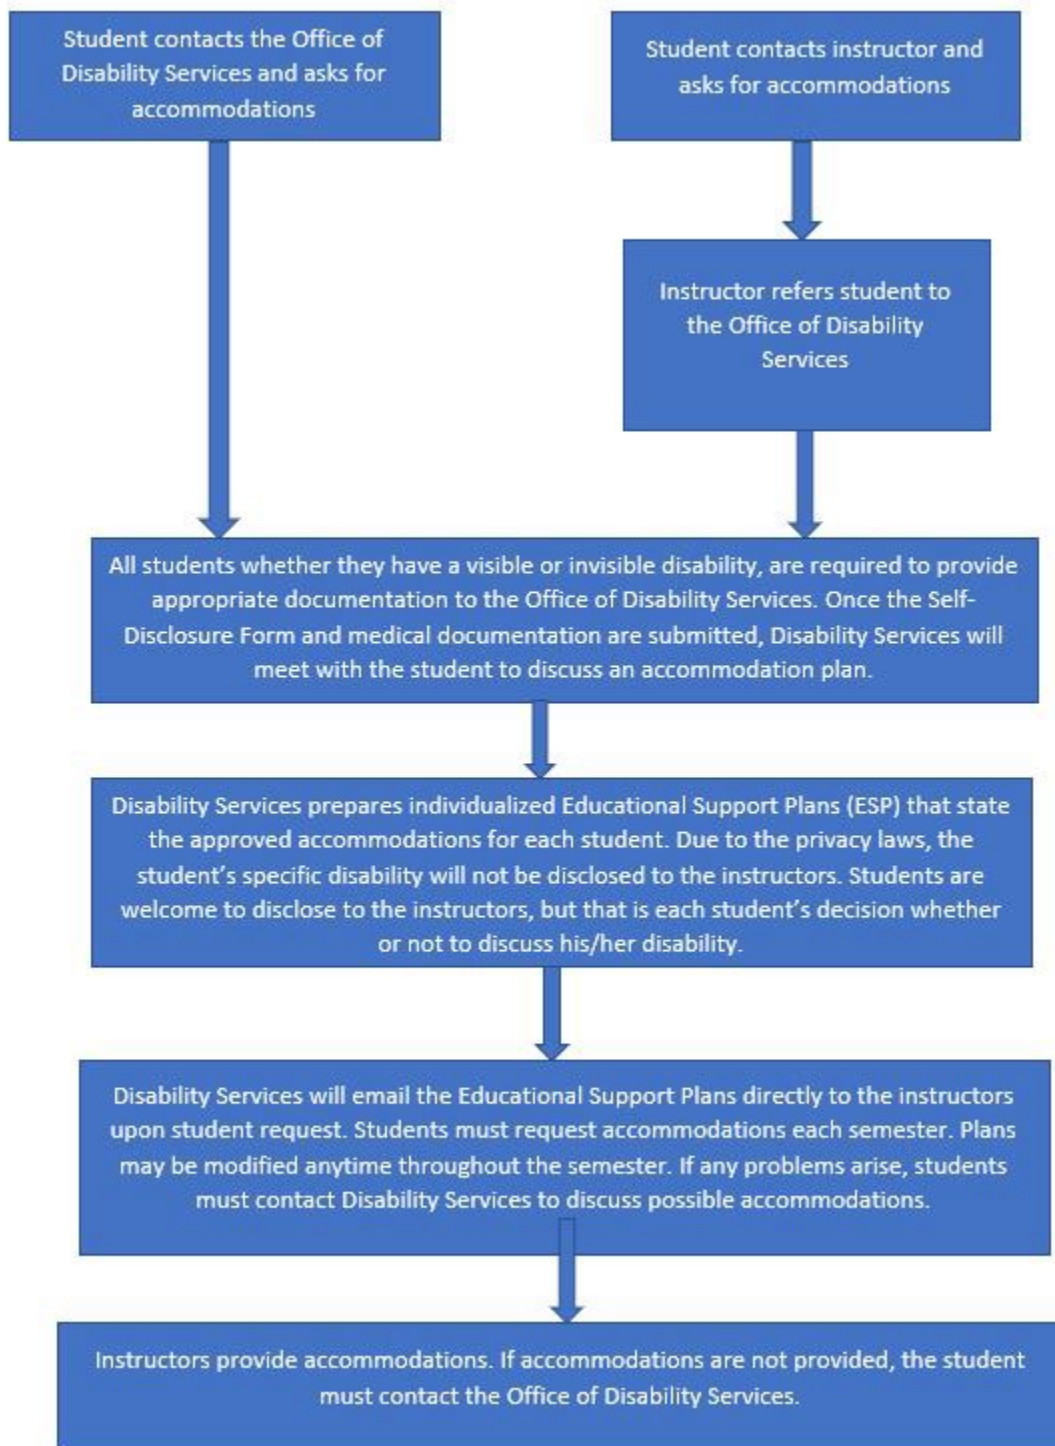 Student contacts the Office of
Disability Services and asks for
accommodations
Student contacts instructor and
asks for accommodations
Instructor refers student to
the Office of Disability
Services
All students whether they have a visible or invisible disability, are required to provide
appropriate documentation to the Office of Disability Services. Once the Self-
Disclosure Form and medical documentation are submitted, Disability Services will
meet with the student to discuss an accommodation plan.
Disability Services prepares individualized Educational Support Plans (ESP) that state
the approved accommodations for each student. Due to the privacy laws, the
student’s specific disability will not be disclosed to the instructors. Students are
welcome to disclose to the instructors, but that is each student’s decision whether
or not to discuss his/her disability.
Disability Services will email the Educational Support Plans directly to the instructors
upon student request. Students must request accommodations each semester. Plans
may be modified anytime throughout the semester. If any problems arise, students
must contact Disability Services to discuss possible accommodations.
Instructors provide accommodations. If accommodations are not provided, the student
must contact the Office of Disability Services.